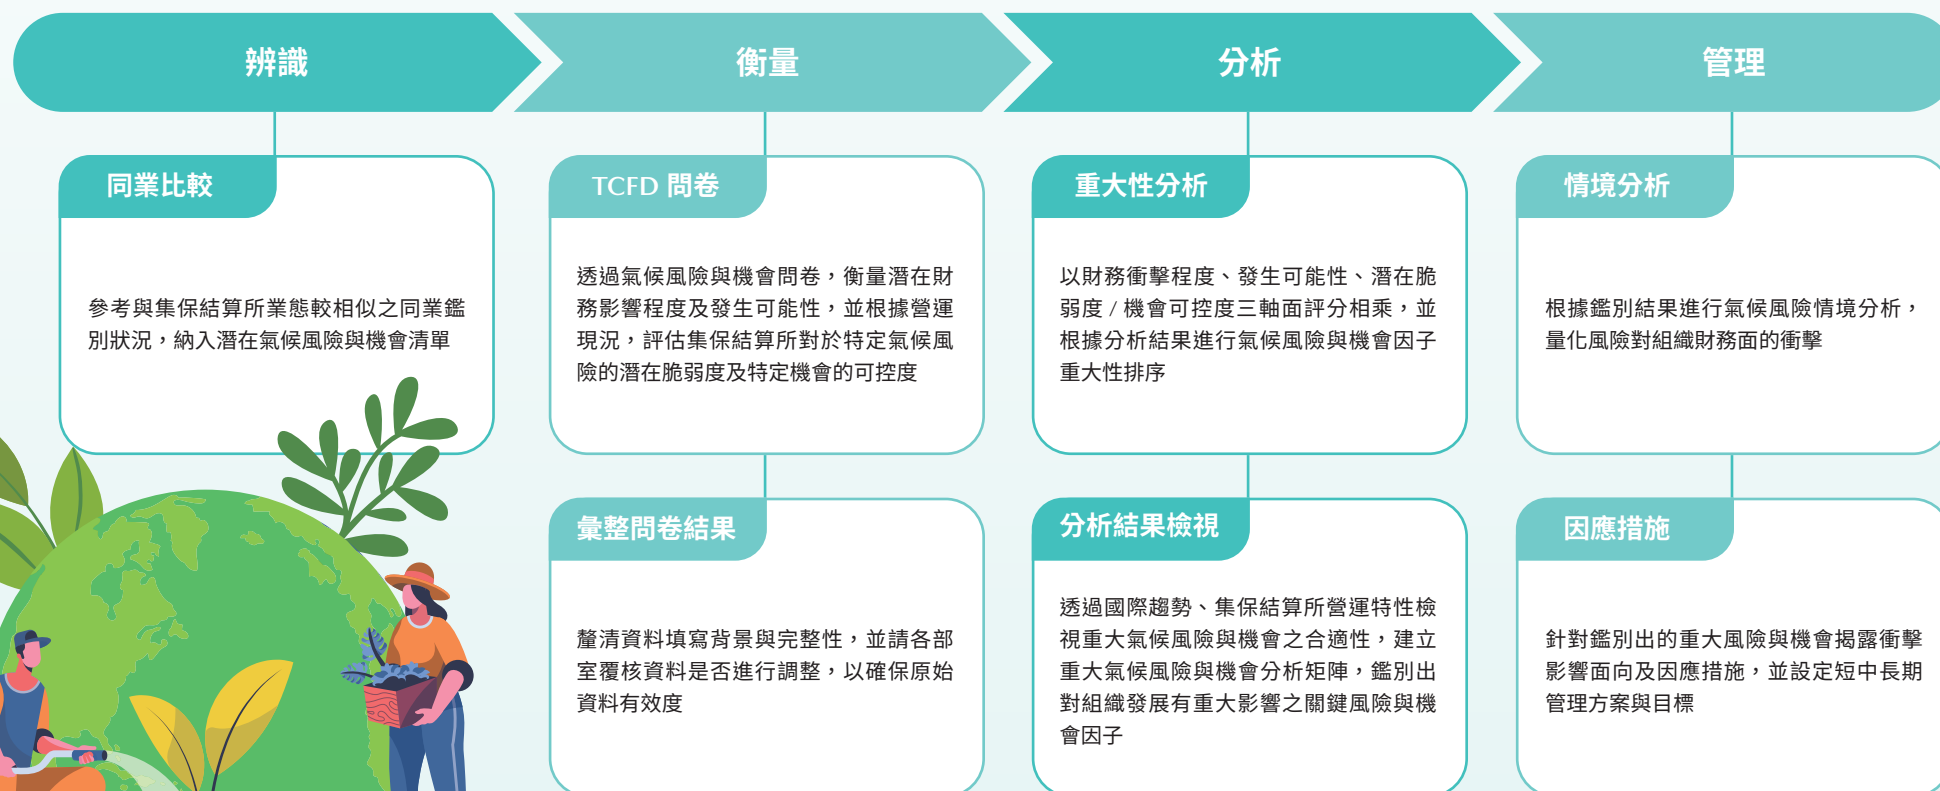 辨識
衡量
分析
管理
同業比較
參考與集保結算所業態較相似之同業鑑
別狀況，納入潛在氣候風險與機會清單
TCFD 問卷
透過氣候風險與機會問卷，衡量潛在財
務影響程度及發生可能性，並根據營運
現況，評估集保結算所對於特定氣候風
險的潛在脆弱度及特定機會的可控度
重大性分析
以財務衝擊程度、發生可能性、潛在脆
弱度 / 機會可控度三軸面評分相乘，並
根據分析結果進行氣候風險與機會因子
重大性排序
情境分析
根據鑑別結果進行氣候風險情境分析，
量化風險對組織財務面的衝擊
彙整問卷結果
釐清資料填寫背景與完整性，並請各部
室覆核資料是否進行調整，以確保原始
資料有效度
分析結果檢視
透過國際趨勢、集保結算所營運特性檢
視重大氣候風險與機會之合適性，建立
重大氣候風險與機會分析矩陣，鑑別出
對組織發展有重大影響之關鍵風險與機
會因子
因應措施
針對鑑別出的重大風險與機會揭露衝擊
影響面向及因應措施，並設定短中長期
管理方案與目標